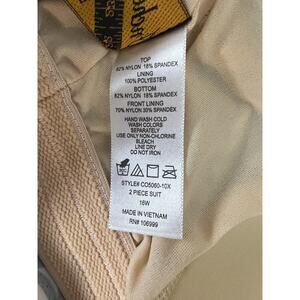 TOP
82% NYLON 18% SPANDEX
LINING
100% POLYESTER
BOTTOM
82% NYLON 18% SPANDEX
FRONT LINING
70% NYLON 30% SPANDEX
HAND WASH COLD
WASH COLORS
SEPARATELY
USE ONLY NON-CHLORINE
BLEACH
LINE DRY
DO NOT IRON
STYLE# CO5060-10X
2 PIECE SUIT
16W
MADE IN VIETNAM
RN# 106999